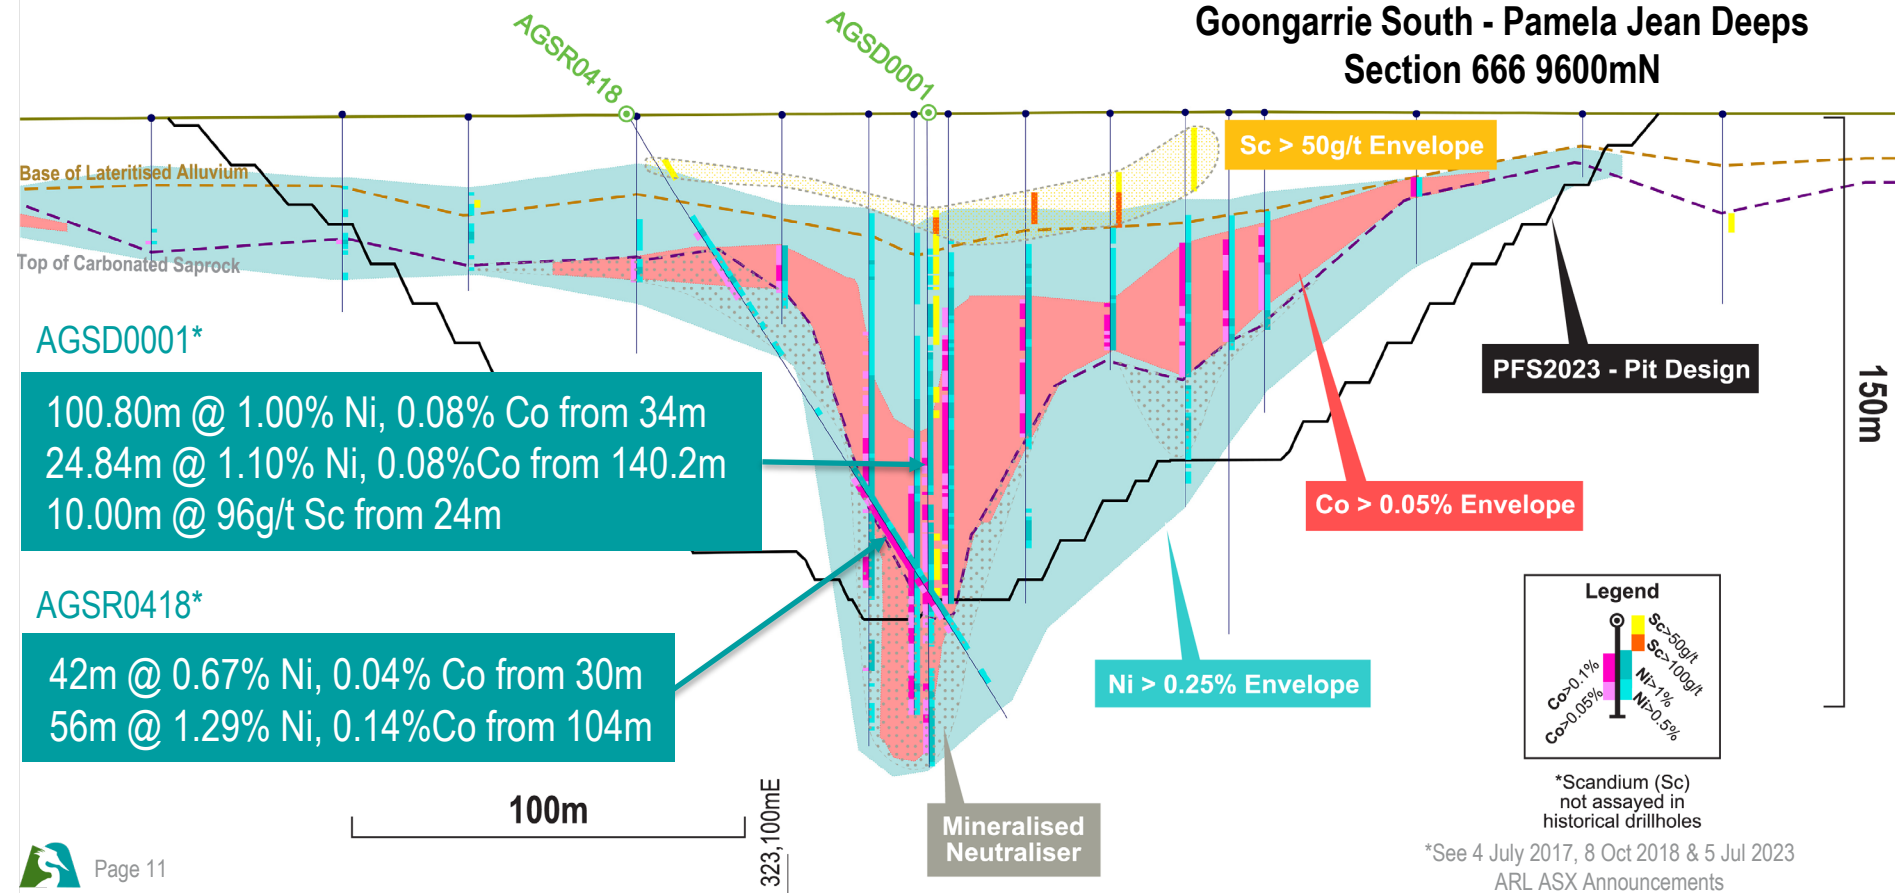 Goongarrie South - Pamela Jean Deeps
Section 666 9600mN
AGSR0418
AGSD0001
Sc > 50g/t Envelope
Base of Lateritised Alluvium
Top of Carbonated Saprock
AGSD0001*
100.80m @ 1.00% Ni, 0.08% Co from 34m
24.84m @ 1.10% Ni, 0.08%Co from 140.2m
10.00m @ 96g/t Sc from 24m
PFS2023 - Pit Design
150m
Co > 0.05% Envelope
AGSR0418*
42m @ 0.67% Ni, 0.04% Co from 30m
56m @ 1.29% Ni, 0.14%Co from 104m
Ni > 0.25% Envelope
Legend
Sc>50g/t
Sc>100g/t
Co>0.1%
Ni>1%
Co>0.05%
Ni>0.5%
*Scandium (Sc)
not assayed in
historical drillholes
100m
323,100mE
Mineralised
Neutraliser
*See 4 July 2017, 8 Oct 2018 & 5 Jul 2023
ARL ASX Announcements
Page 11